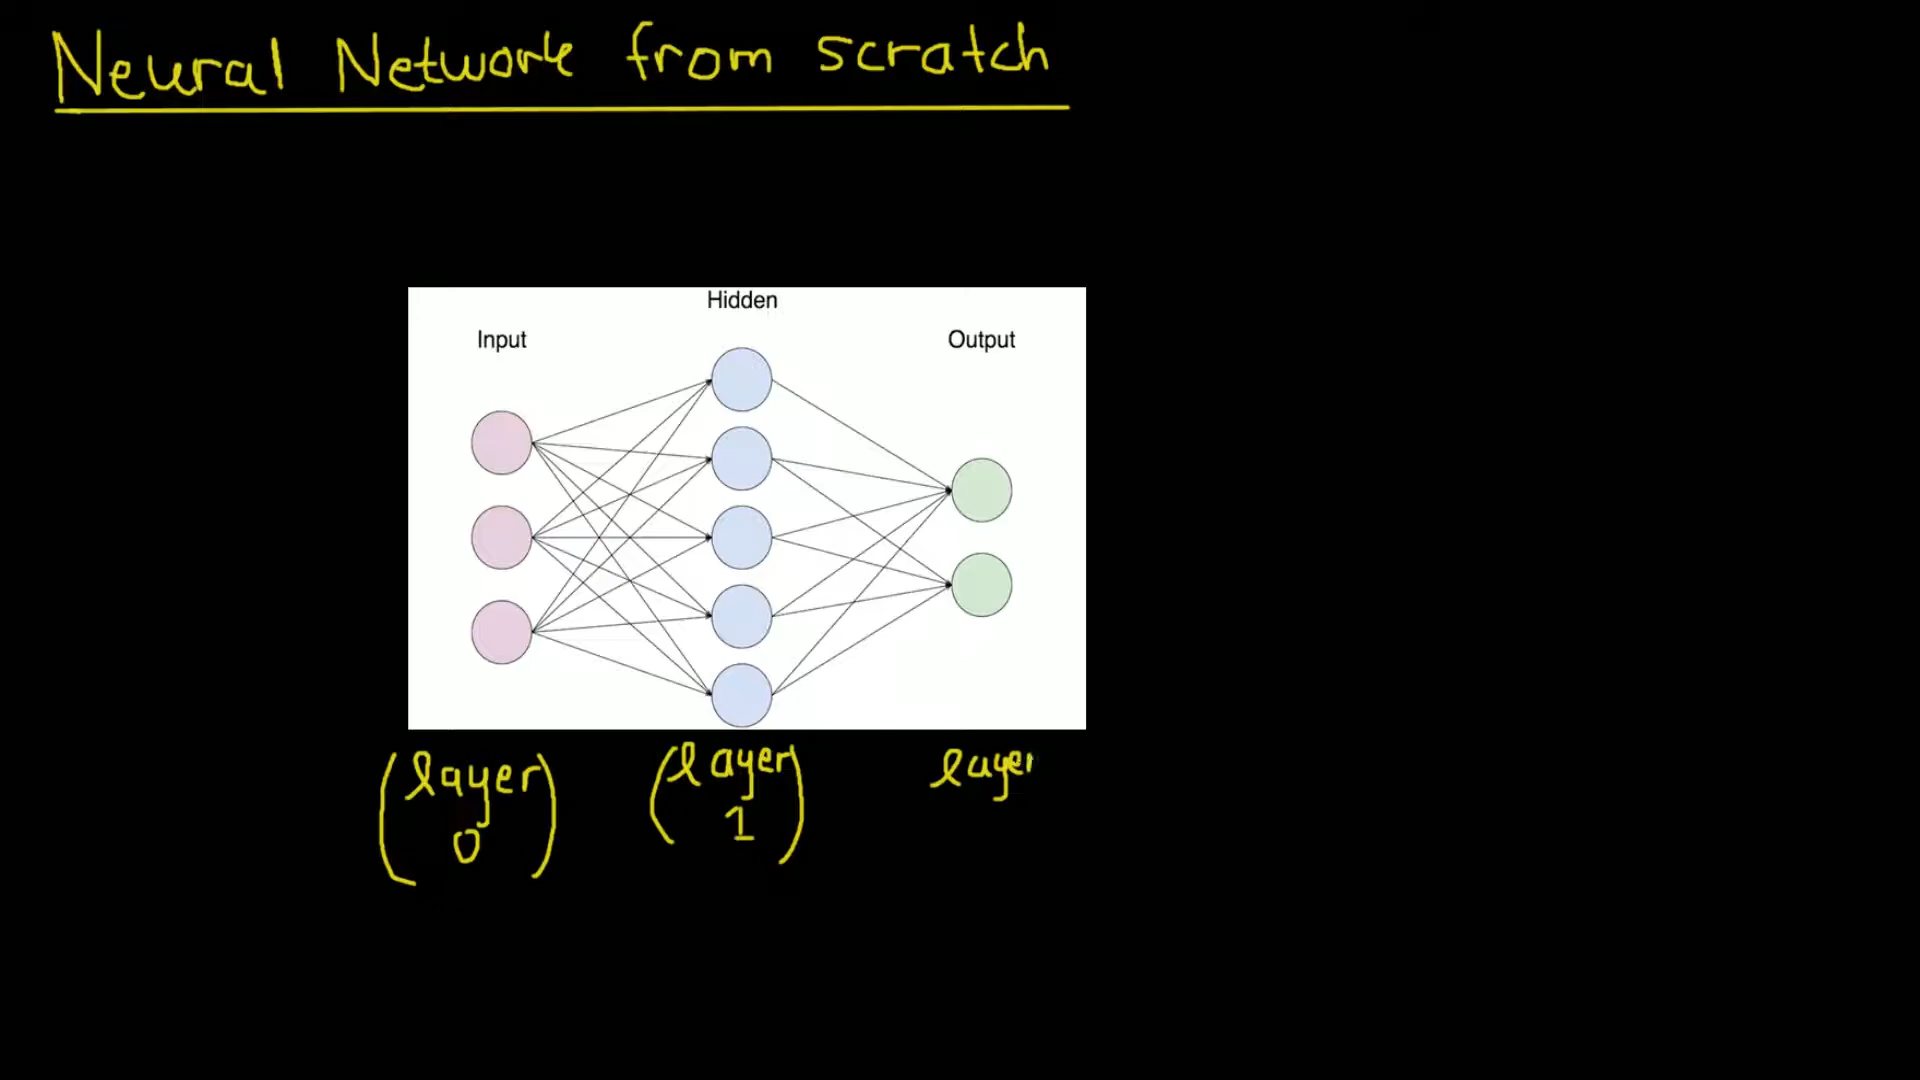 Neural Network from scratch
Hidden
Input
Output
(layer) (layer) layer
0 1